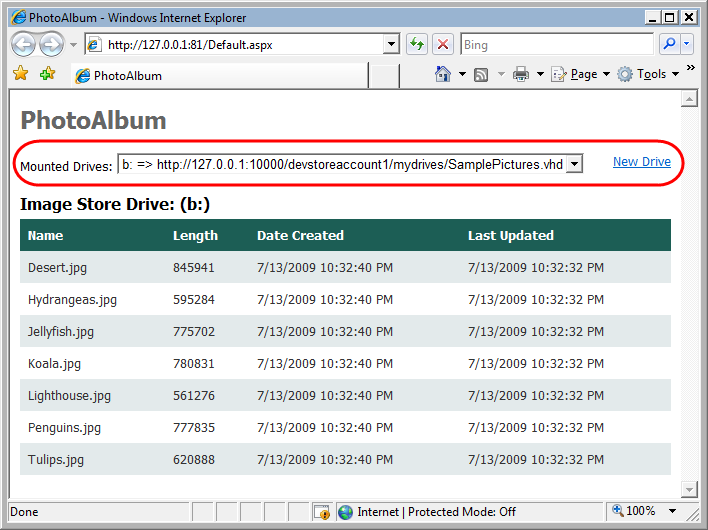 PhotoAlbum - Windows Internet Explorer
http://127.0.0.1:81/Default.aspx
Bing
PhotoAlbum
Page
Tools
»
PhotoAlbum
Mounted Drives: b: => http://127.0.0.1:10000/devstoreaccount1/mydrives/SamplePictures.vhd New Drive
Image Store Drive: (b:)
Name Length Date Created Last Updated
Desert.jpg 845941 7/13/2009 10:32:40 PM 7/13/2009 10:32:32 PM
Hydrangeas.jpg 595284 7/13/2009 10:32:40 PM 7/13/2009 10:32:32 PM
Jellyfish.jpg 775702 7/13/2009 10:32:40 PM 7/13/2009 10:32:32 PM
Koala.jpg 780831 7/13/2009 10:32:40 PM 7/13/2009 10:32:32 PM
Lighthouse.jpg 561276 7/13/2009 10:32:40 PM 7/13/2009 10:32:32 PM
Penguins.jpg 777835 7/13/2009 10:32:40 PM 7/13/2009 10:32:32 PM
Tulips.jpg 620888 7/13/2009 10:32:40 PM 7/13/2009 10:32:32 PM
Done Internet | Protected Mode: Off 100%